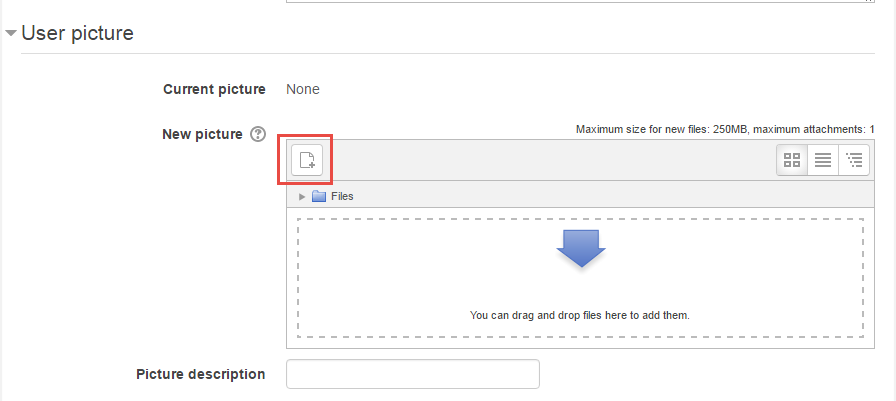 User picture
Current picture None
New picture ?
Maximum size for new files: 250MB, maximum attachments: 1
Files
You can drag and drop files here to add them.
Picture description